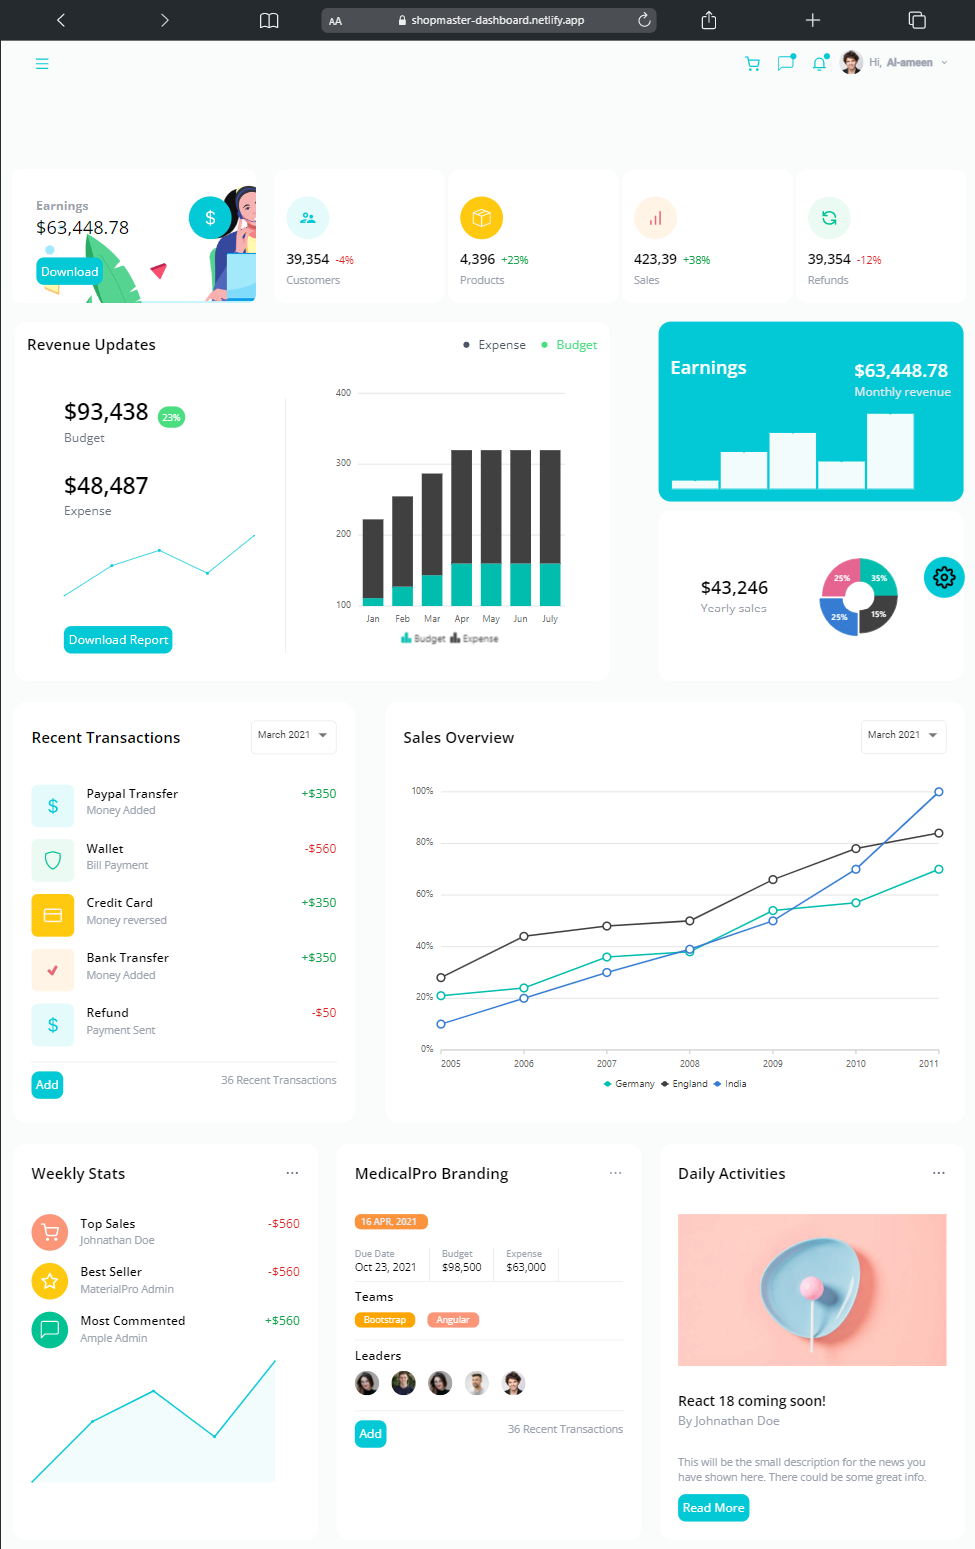 AA shopmaster-dashboard.netlify.app
Hi, Al-ameen
Earnings
$63,448.78
Download
$
39,354 -4%
Customers
4,396 +23%
Products
423,39 +38%
Sales
39,354 -12%
Refunds
Revenue Updates
Expense Budget
$93,438 23%
Budget
$48,487
Expense
Download Report
400
300
200
100
Jan Feb Mar Apr May Jun July
Budget Expense
Earnings
$63,448.78
Monthly revenue
$43,246
Yearly sales
25% 35%
25% 15%
Recent Transactions
March 2021
$
Paypal Transfer +$350
Money Added
Wallet -$560
Bill Payment
Credit Card +$350
Money reversed
Bank Transfer +$350
Money Added
$
Refund -$50
Payment Sent
Add
36 Recent Transactions
Sales Overview
March 2021
100%
80%
60%
40%
20%
0%
2005 2006 2007 2008 2009 2010 2011
Germany England India
Weekly Stats ...
Top Sales -$560
Johnathan Doe
Best Seller -$560
MaterialPro Admin
Most Commented +$560
Ample Admin
MedicalPro Branding ...
16 APR, 2021
Due Date Budget Expense
Oct 23, 2021 $98,500 $63,000
Teams
Bootstrap Angular
Leaders
Add
36 Recent Transactions
Daily Activities ...
React 18 coming soon!
By Johnathan Doe
This will be the small description for the news you
have shown here. There could be some great info.
Read More